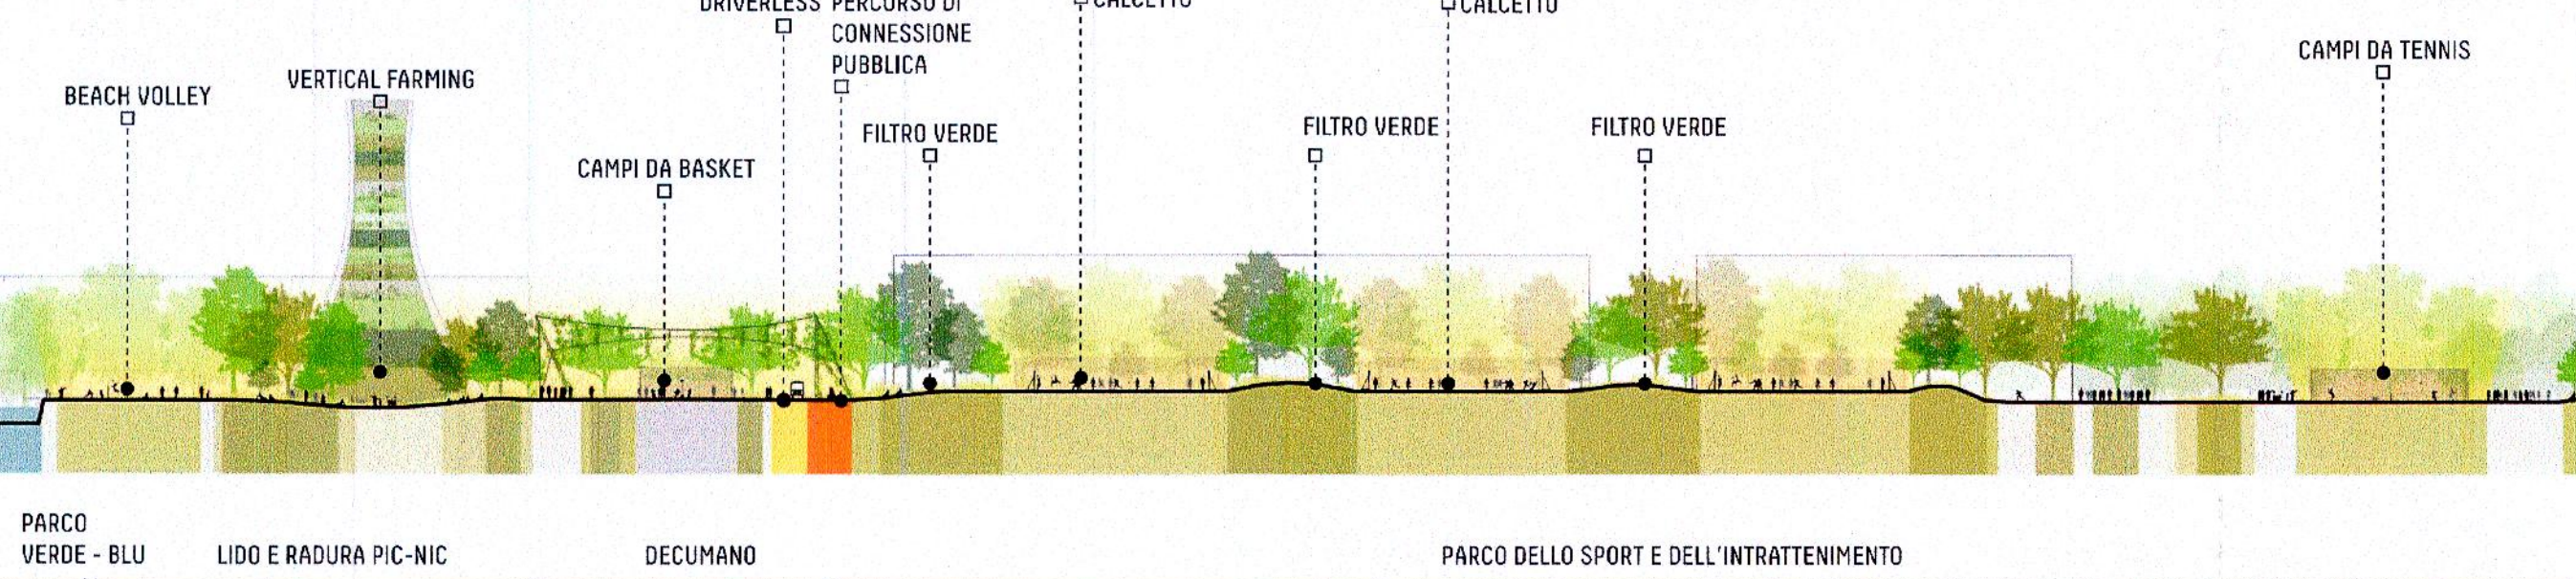 DRIVERLESS PERCORSO DI
CONNESSIONE
PUBBLICA
CALCETTO
CALCETTO
CAMPI DA TENNIS
VERTICAL FARMING
BEACH VOLLEY
FILTRO VERDE
FILTRO VERDE
FILTRO VERDE
CAMPI DA BASKET
PARCO
VERDE - BLU
LIDO E RADURA PIC-NIC
DECUMANO
PARCO DELLO SPORT E DELL'INTRATTENIMENTO